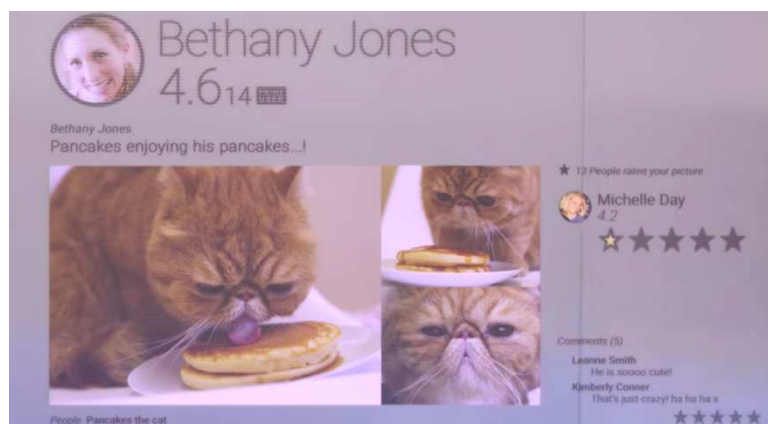 Bethany Jones
4.614
Bethany Jones
Pancakes enjoying his pancakes...!
13 People rated your picture
Michelle Day
4.2
Comments (5)
Leanne Smith
He is soooo cute!
Kimberly Conner
That's just crazy! ha ha ha x
People Pancakes the cat